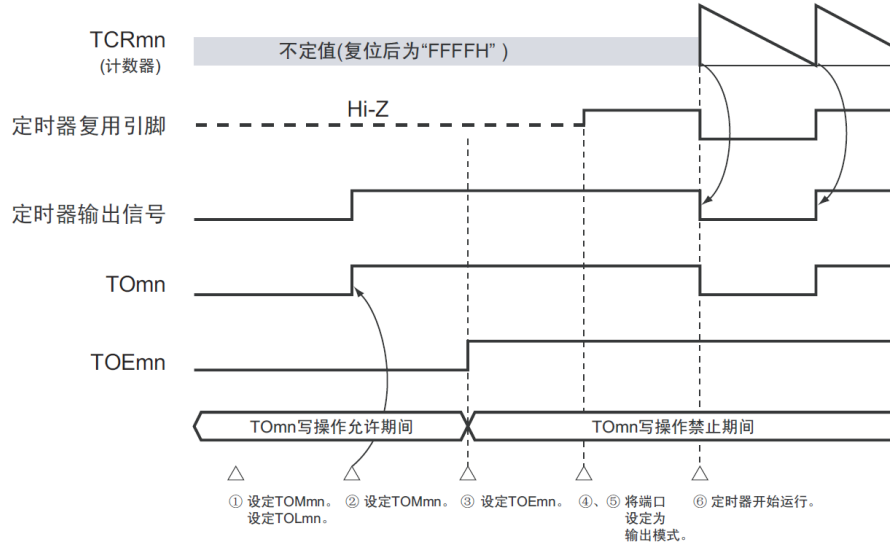 TCRmn
(计数器)
不定值(复位后为“FFFFH” )
Hi-Z
定时器复用引脚
定时器输出信号
TOmn
TOEmn
TOmn写操作允许期间
TOmn写操作禁止期间
① 设定TOMmn。
设定TOLmn。
② 设定TOMmn。
③ 设定TOEmn。
④、⑤ 将端口
设定为
输出模式。
⑥ 定时器开始运行。